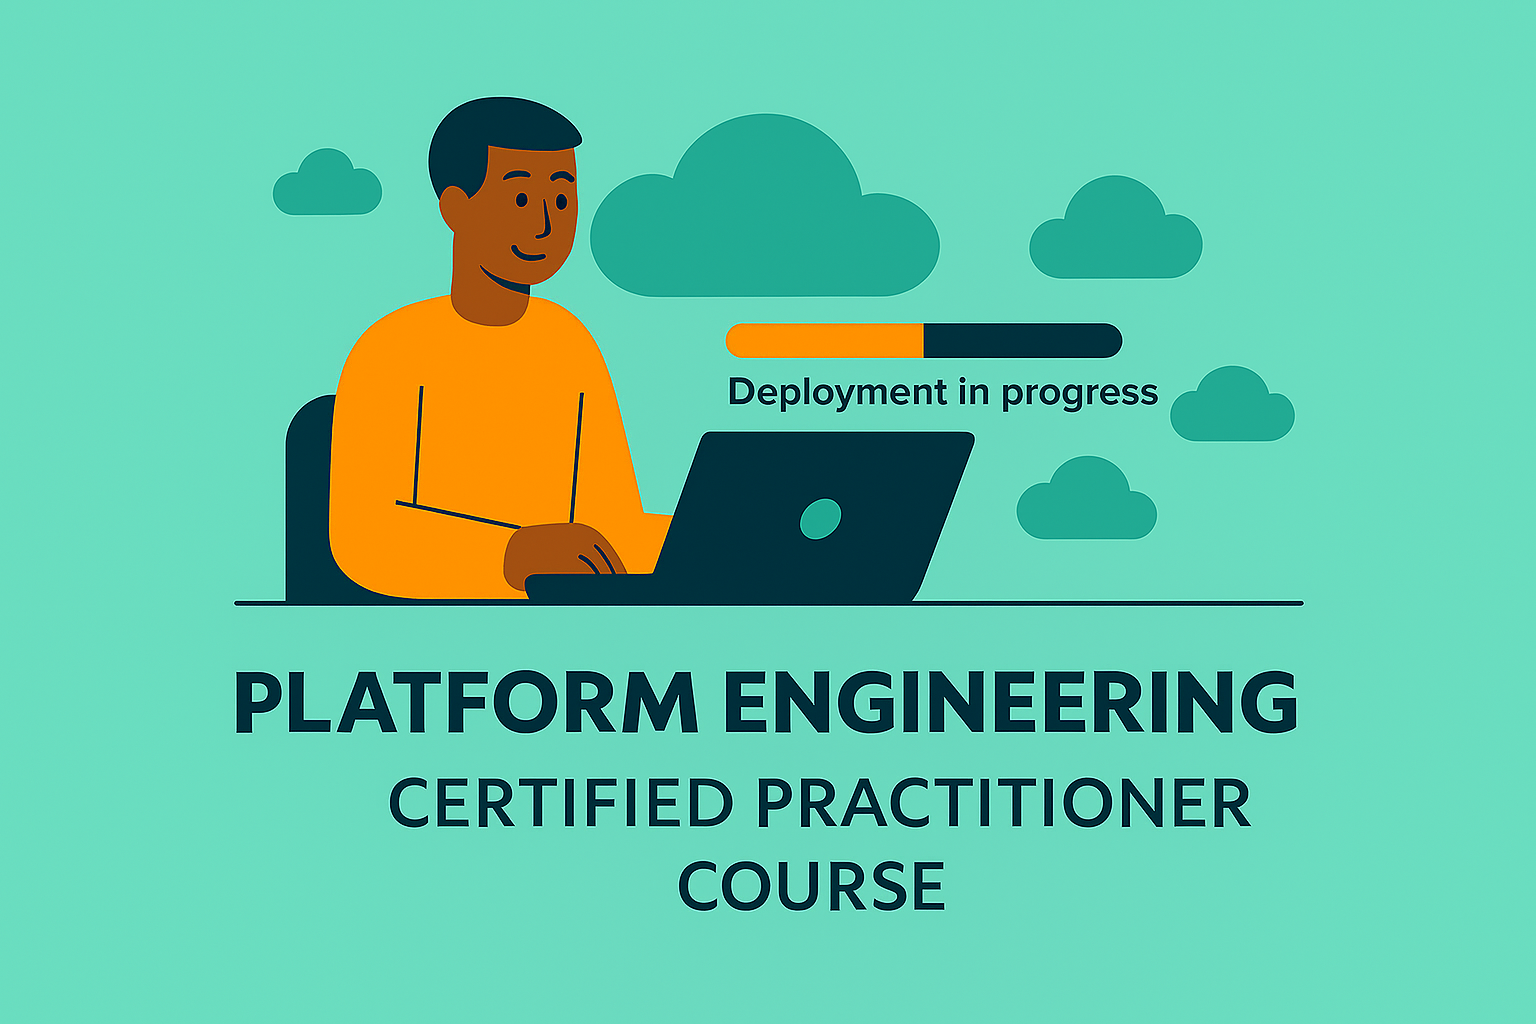 Deployment in progress
PLATFORM ENGINEERING
CERTIFIED PRACTITIONER
COURSE